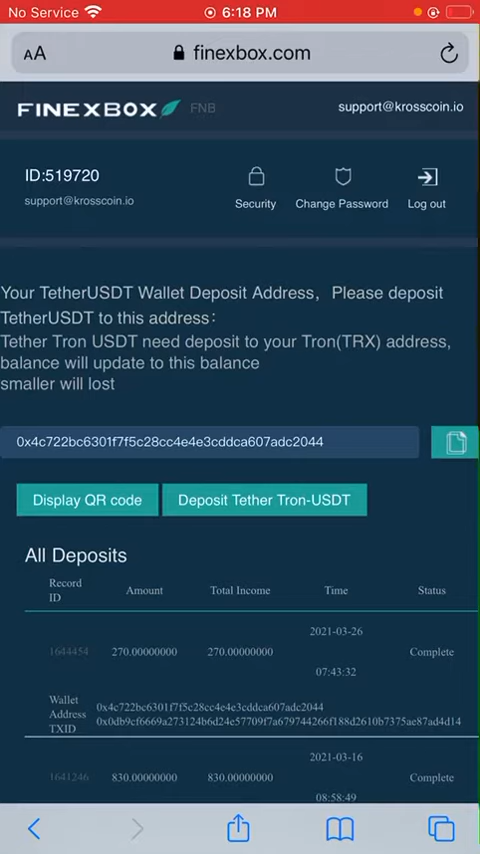 No Service 6:18 PM
AA finexbox.com
FINEXBOX FNB support@krosscoin.io
ID:519720
support@krosscoin.io
Security Change Password Log out
Your TetherUSDT Wallet Deposit Address, Please deposit
TetherUSDT to this address:
Tether Tron USDT need deposit to your Tron(TRX) address,
balance will update to this balance
smaller will lost
0x4c722bc6301f7f5c28cc4e4e3cddca607adc2044
Display QR code Deposit Tether Tron-USDT
All Deposits
Record
ID Amount Total Income Time Status
2021-03-26
1644454 270.00000000 270.00000000 Complete
07:43:32
Wallet
Address
TXID
0x4c722bc6301f7f5c28cc4e4e3cddca607adc2044
0x0db9cf6669a273124b6d24e57709f7a679744266f188d2610b7375ae87ad4d14
2021-03-16
1641246 830.00000000 830.00000000 Complete
08:58:49